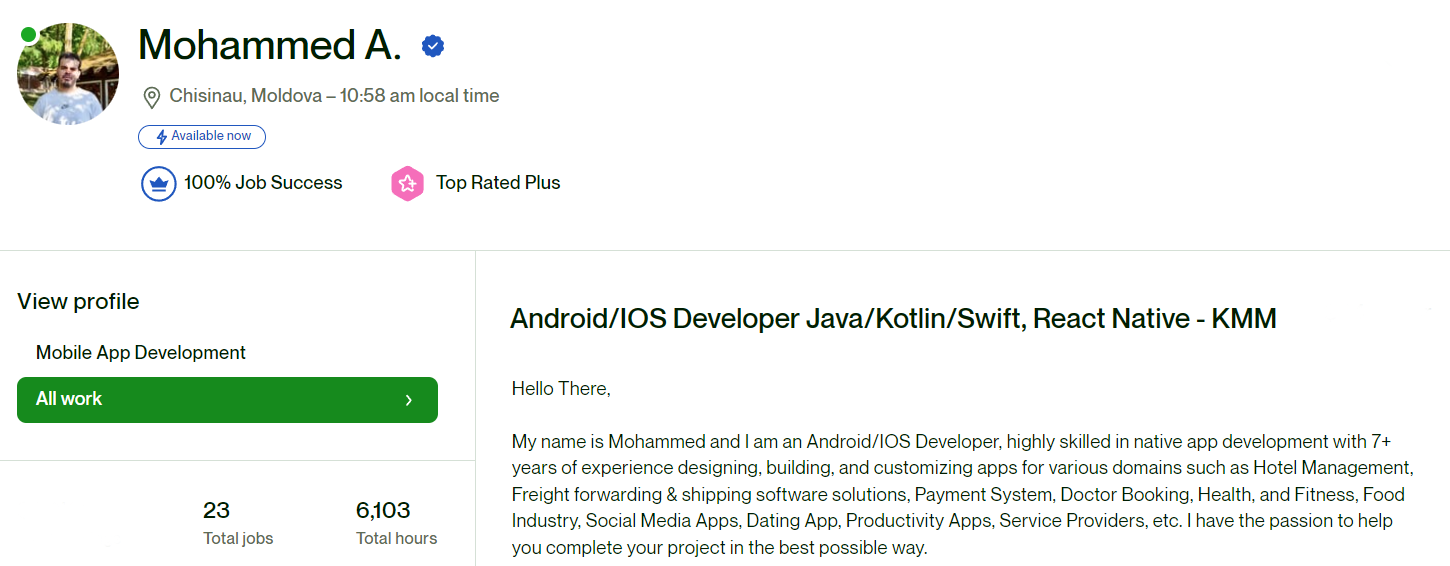 Mohammed A.
Chisinau, Moldova – 10:58 am local time
Available now
100% Job Success
Top Rated Plus
View profile
Mobile App Development
All work
23
6,103
Total jobs
Total hours
Android/IOS Developer Java/Kotlin/Swift, React Native - KMM
Hello There,
My name is Mohammed and I am an Android/IOS Developer, highly skilled in native app development with 7+
years of experience designing, building, and customizing apps for various domains such as Hotel Management,
Freight forwarding & shipping software solutions, Payment System, Doctor Booking, Health, and Fitness, Food
Industry, Social Media Apps, Dating App, Productivity Apps, Service Providers, etc. I have the passion to help
you complete your project in the best possible way.